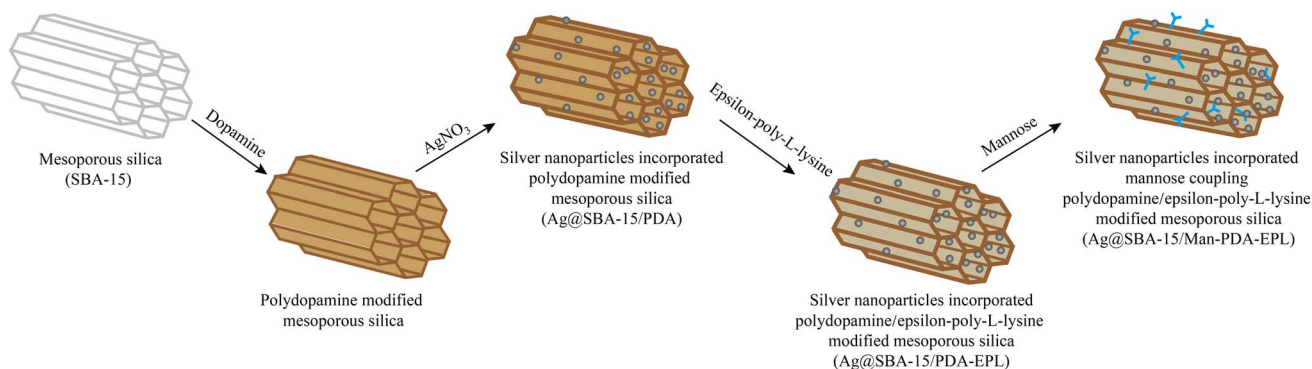 Mesoporous silica
(SBA-15)
Dopamine
Polydopamine modified
mesoporous silica
AgNO₃
Silver nanoparticles incorporated
polydopamine modified
mesoporous silica
(Ag@SBA-15/PDA)
Epsilon-poly-L-lysine
Silver nanoparticles incorporated
polydopamine/epsilon-poly-L-lysine
modified mesoporous silica
(Ag@SBA-15/PDA-EPL)
Mannose
Silver nanoparticles incorporated
mannose coupling
polydopamine/epsilon-poly-L-lysine
modified mesoporous silica
(Ag@SBA-15/Man-PDA-EPL)